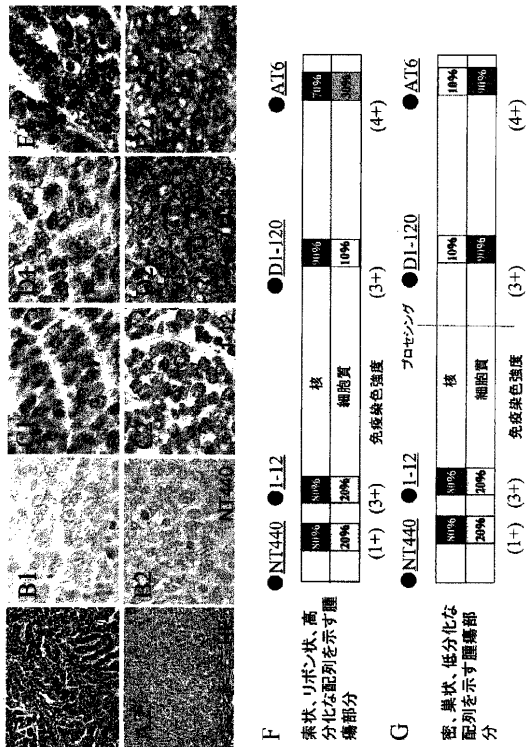 B1
C1
D1
E1
B2
NT440
F
●NT440
●1-12
●D1-120
●AT6
索状、リボン状、高
分化な配列を示す腫
瘍部分
80%
80%
核
90%
70%
20%
20%
細胞質
10%
30%
(1+)
(3+)
免疫染色強度
(3+)
(4+)
G
●NT440
●1-12
プロセシング
●D1-120
●AT6
密、巣状、低分化な
配列を示す腫瘍部
分
80%
80%
核
10%
10%
20%
20%
細胞質
90%
90%
(1+)
(3+)
免疫染色強度
(3+)
(4+)